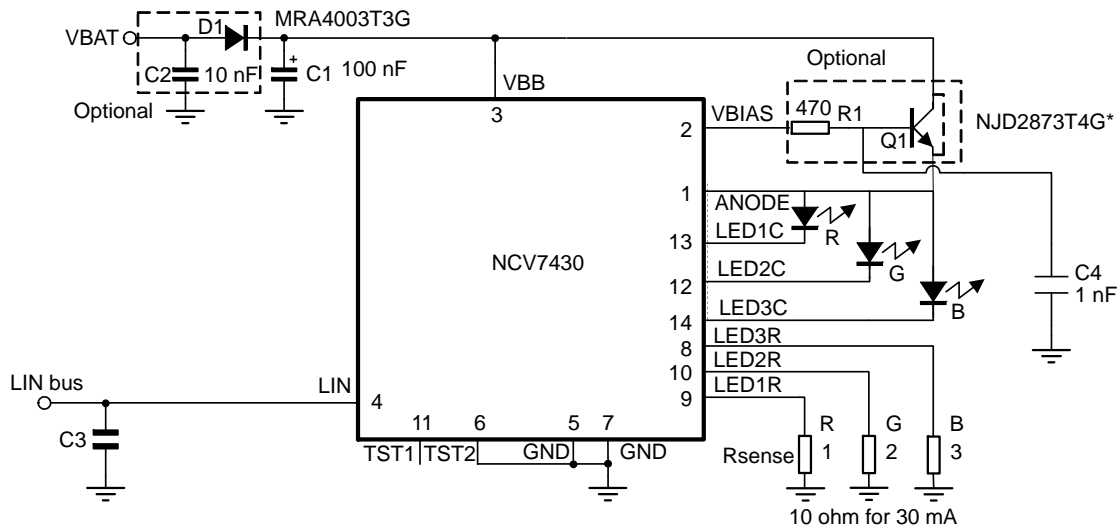 D1 MRA4003T3G
VBAT
C2 10 nF C1 100 nF
Optional
Optional
VBB
3
VBIAS 470 R1
2 Q1 NJD2873T4G*
1
ANODE
LED1C R
13
NCV7430
LED2C G
12
C4
1 nF
LED3C B
14
LED3R
8
LED2R
10
LED1R
9
LIN bus LIN
4
C3
11 6 5 7
TST1 TST2 GND GND
R G B
Rsense 1 2 3
10 ohm for 30 mA
+